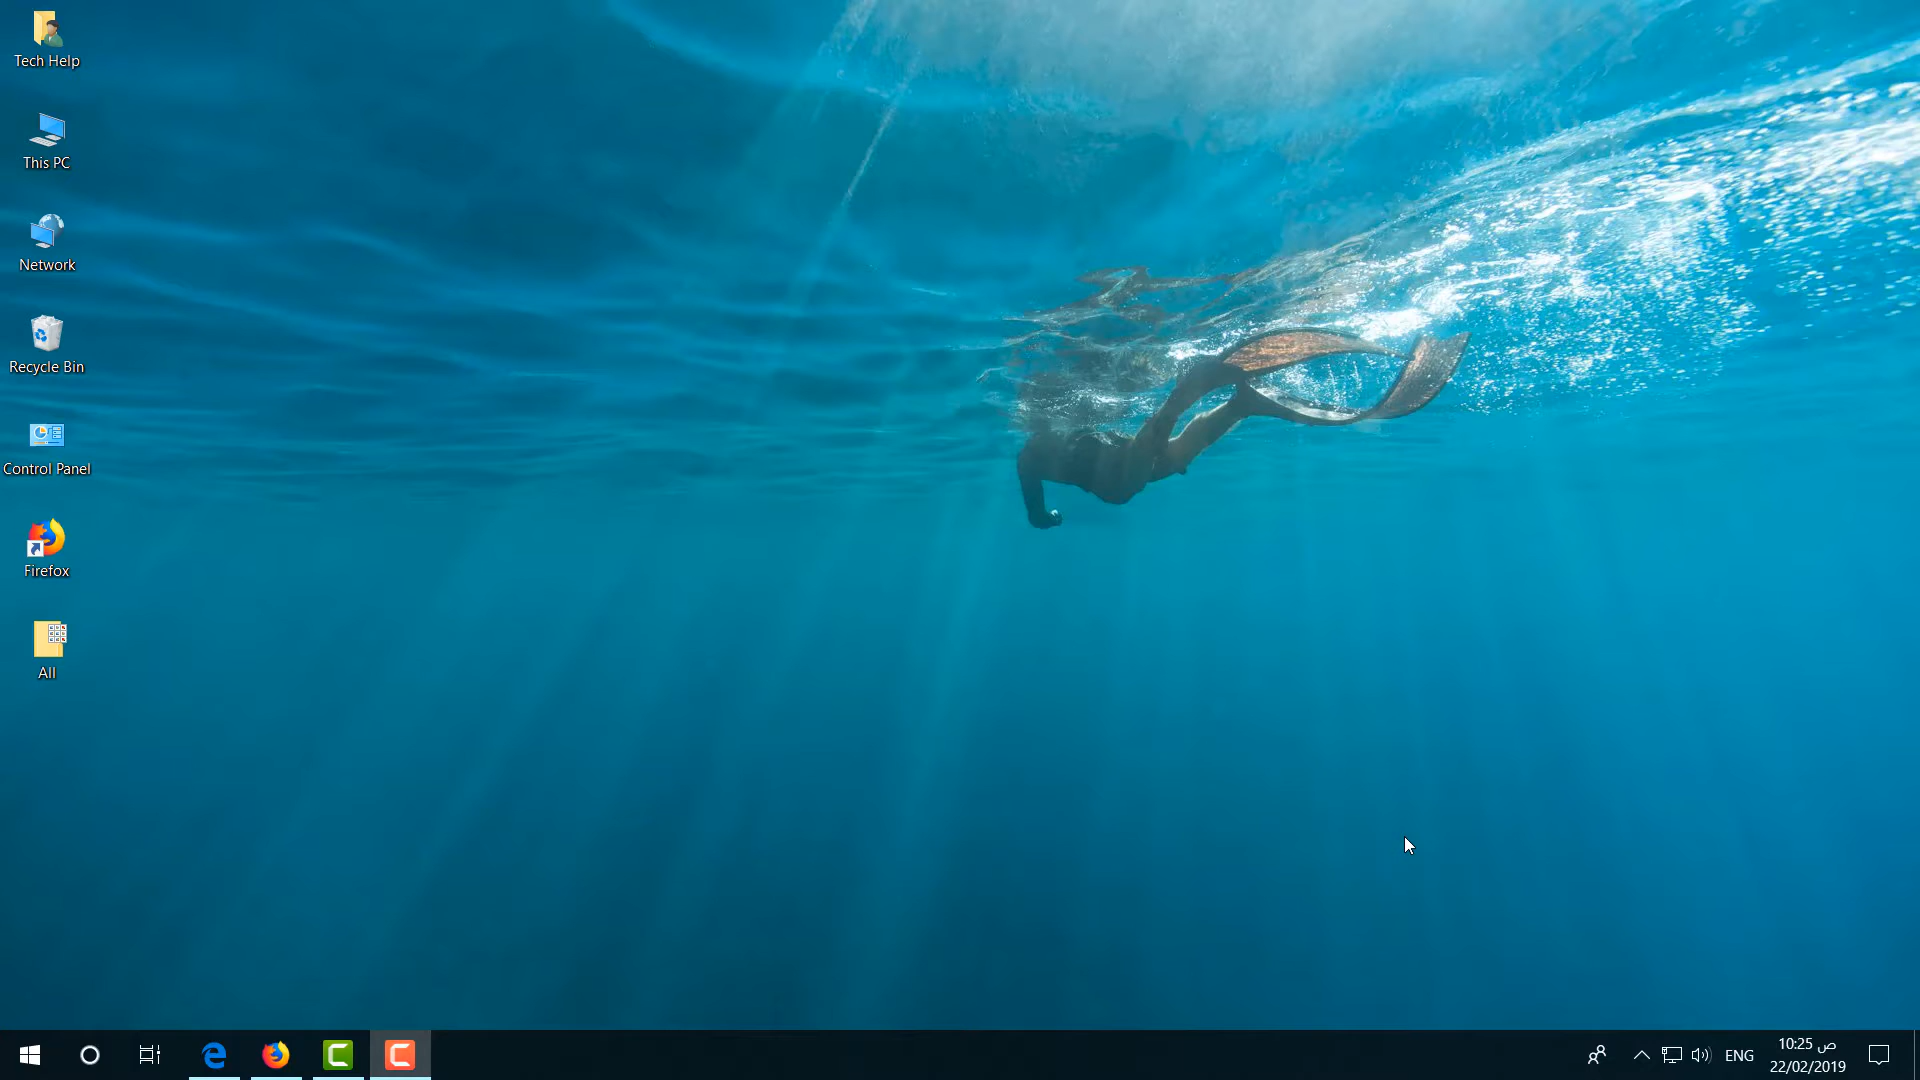 Tech Help
This PC
Network
Recycle Bin
Control Panel
Firefox
All
ENG
10:25 ص
22/02/2019